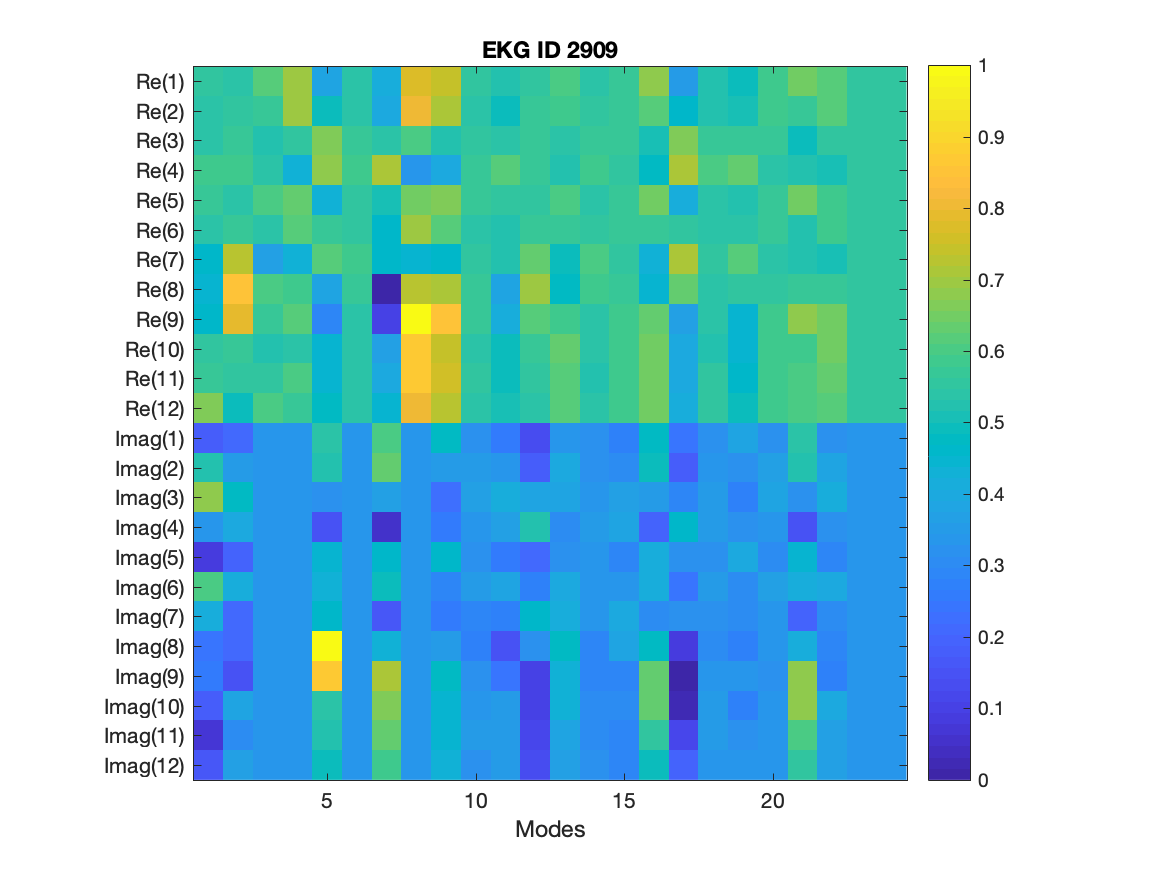 EKG ID 2909
Re(1)
Re(2)
Re(3)
Re(4)
Re(5)
Re(6)
Re(7)
Re(8)
Re(9)
Re(10)
Re(11)
Re(12)
Imag(1)
Imag(2)
Imag(3)
Imag(4)
Imag(5)
Imag(6)
Imag(7)
Imag(8)
Imag(9)
Imag(10)
Imag(11)
Imag(12)
5 10 15 20
Modes
1
0.9
0.8
0.7
0.6
0.5
0.4
0.3
0.2
0.1
0